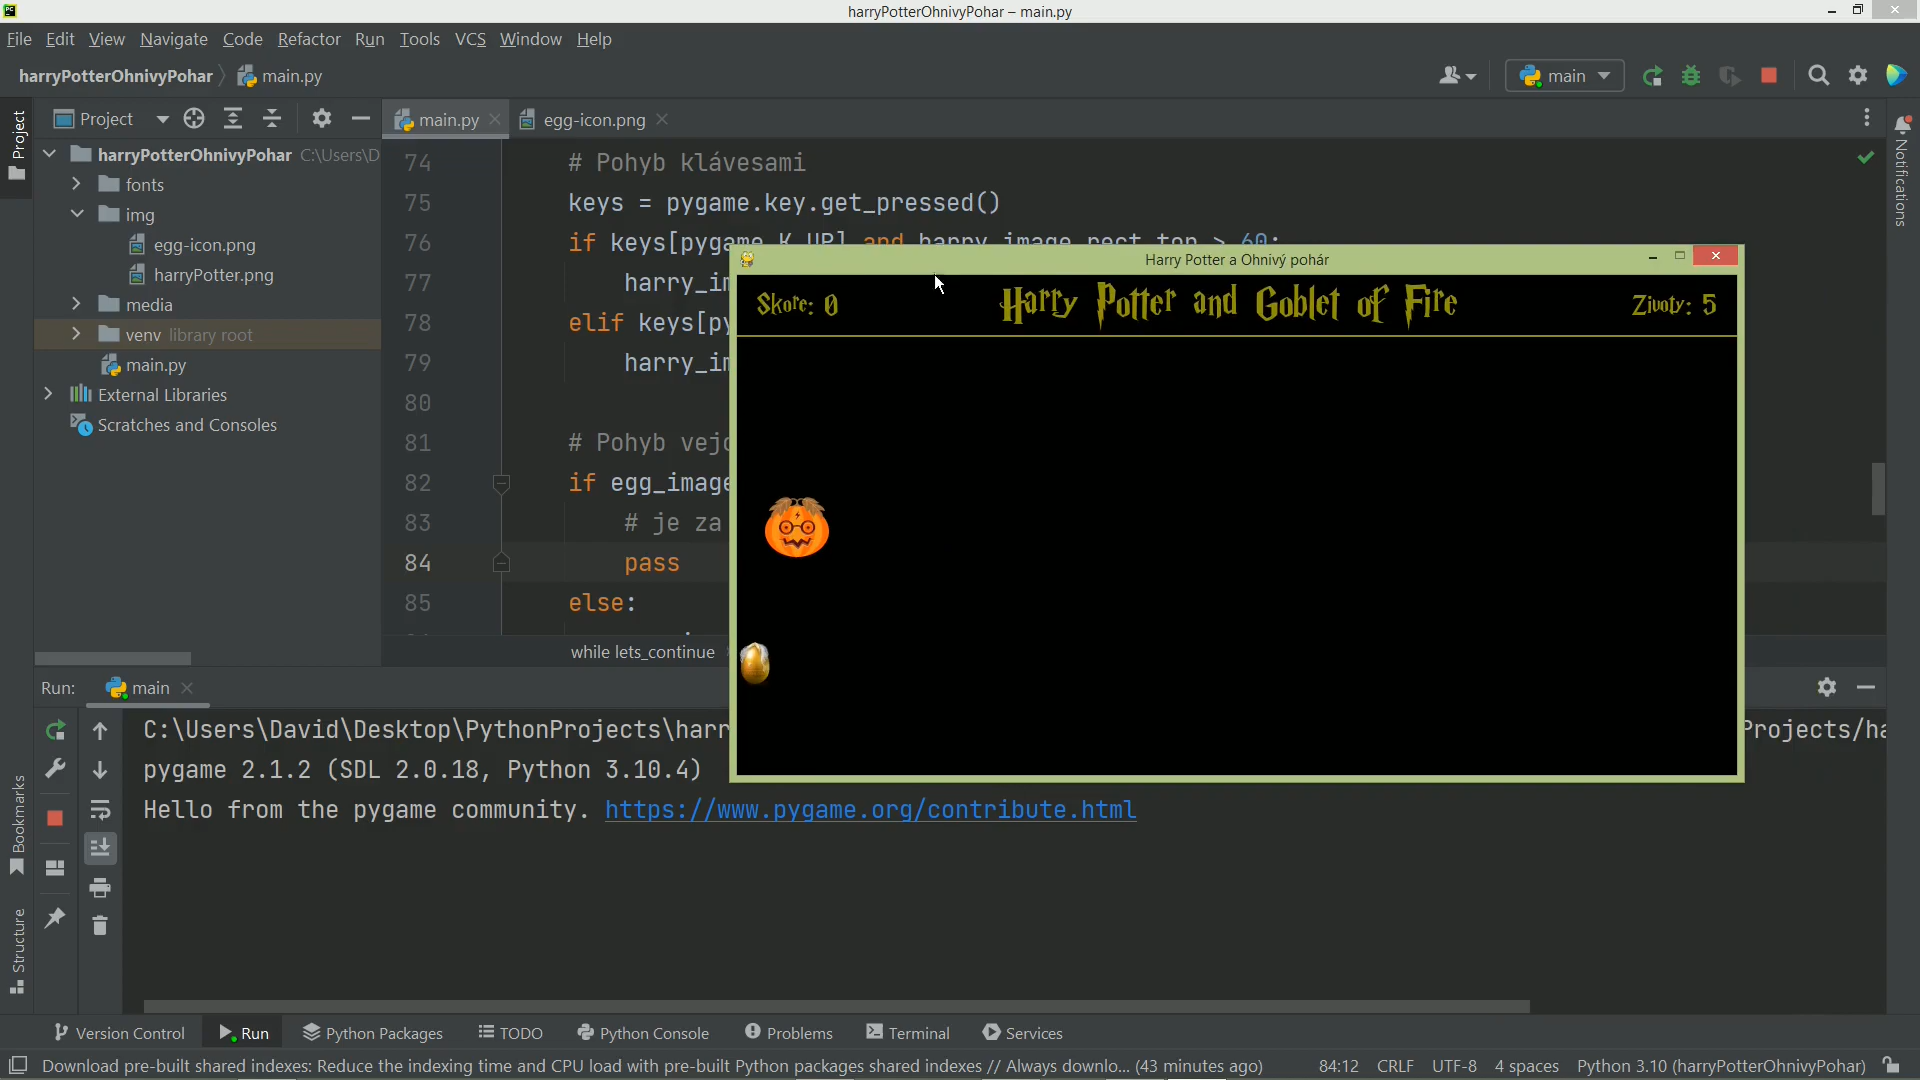 harryPotterOhnivyPohar – main.py
File Edit View Navigate Code Refactor Run Tools VCS Window Help
harryPotterOhnivyPohar main.py
main
Project
Project
main.py
egg-icon.png
harryPotterOhnivyPohar C:\Users\D
fonts
img
egg-icon.png
harryPotter.png
media
venv library root
main.py
External Libraries
Scratches and Consoles
74 # Pohyb klávesami
75 keys = pygame.key.get_pressed()
76 if keys[pygame.K_UP] and harry_image_rect.top > 60:
77 harry_im
78 elif keys[py
79 harry_im
80
81 # Pohyb vejc
82 if egg_image
83 # je za
84 pass
85 else:
while lets_continue
Notifications
Harry Potter a Ohnivý pohár
Skore: 0
Harry Potter and Goblet of Fire
Zivoty: 5
Run: main
C:\Users\David\Desktop\PythonProjects\harr
Projects/ha
pygame 2.1.2 (SDL 2.0.18, Python 3.10.4)
Hello from the pygame community. https://www.pygame.org/contribute.html
Bookmarks
Structure
Version Control Run Python Packages TODO Python Console Problems Terminal Services
Download pre-built shared indexes: Reduce the indexing time and CPU load with pre-built Python packages shared indexes // Always downlo... (43 minutes ago) 84:12 CRLF UTF-8 4 spaces Python 3.10 (harryPotterOhnivyPohar)